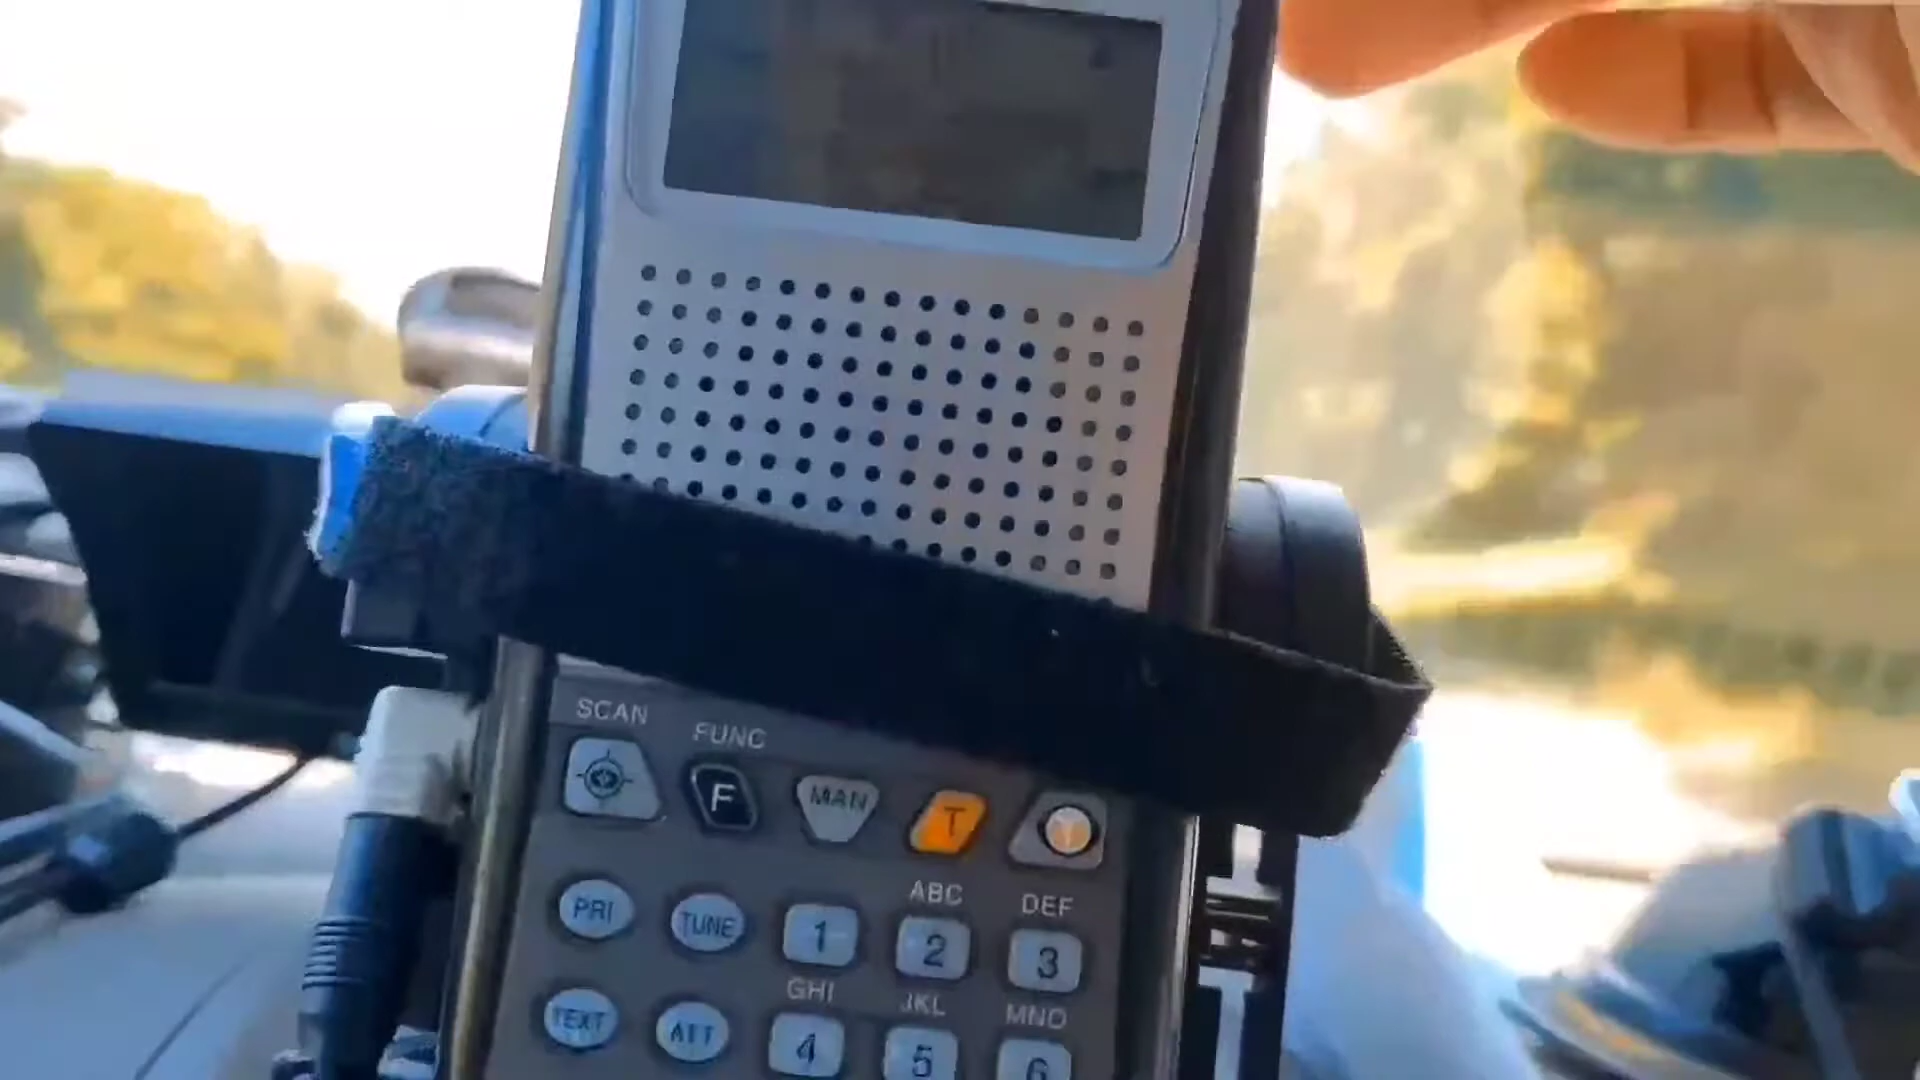 SCAN
FUNC
F
MAN
T
ABC
DEF
PRI
TUNE
1
2
3
GHI
JKL
MNO
TEXT
ATT
4
5
6